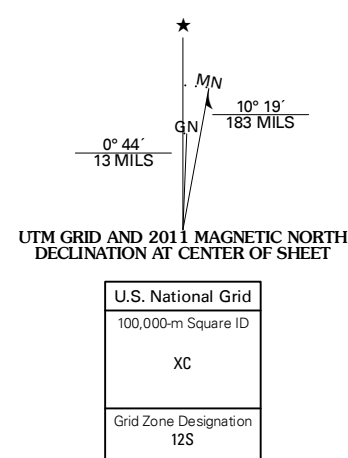 ★
MN
GN
10° 19´
183 MILS
0° 44´
13 MILS
UTM GRID AND 2011 MAGNETIC NORTH
DECLINATION AT CENTER OF SHEET
U.S. National Grid
100,000-m Square ID
XC
Grid Zone Designation
12S